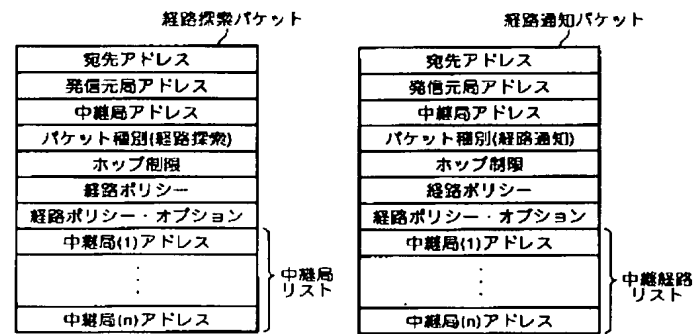 経路探索パケット
宛先アドレス
発信元局アドレス
中継局アドレス
パケット種別(経路探索)
ホップ制限
経路ポリシー
経路ポリシー・オプション
中継局(1)アドレス
中継局(n)アドレス
中継局
リスト
経路通知パケット
宛先アドレス
発信元局アドレス
中継局アドレス
パケット種別(経路通知)
ホップ制限
経路ポリシー
経路ポリシー・オプション
中継局(1)アドレス
中継局(n)アドレス
中継経路
リスト